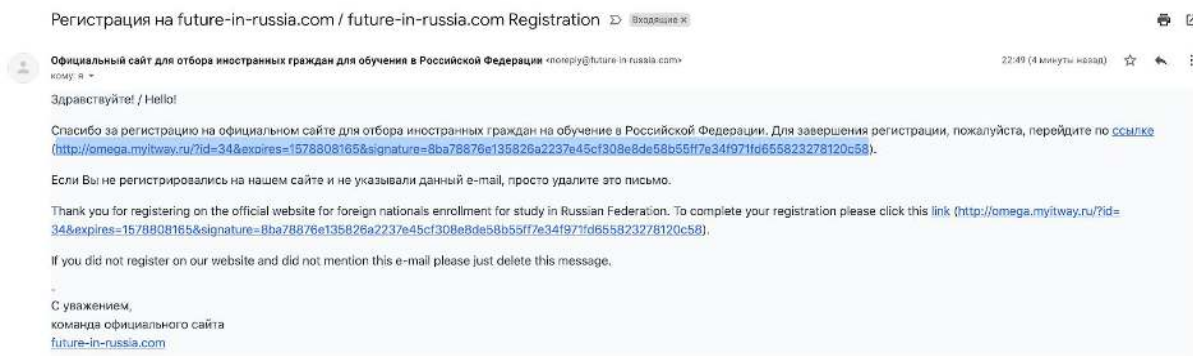 Регистрация на future-in-russia.com / future-in-russia.com Registration Входящие ×
Официальный сайт для отбора иностранных граждан для обучения в Российской Федерации <noreply@future-in-russia.com>
22:49 (4 минуты назад)
кому: я
Здравствуйте! / Hello!
Спасибо за регистрацию на официальном сайте для отбора иностранных граждан на обучение в Российской Федерации. Для завершения регистрации, пожалуйста, перейдите по ссылке
(http://omega.myitway.ru/?id=34&expires=1578808165&signature=8ba78876e135826a2237e45cf308e8de58b55ff7e34f971fd655823278120c58).
Если Вы не регистрировались на нашем сайте и не указывали данный e-mail, просто удалите это письмо.
Thank you for registering on the official website for foreign nationals enrollment for study in Russian Federation. To complete your registration please click this link (http://omega.myitway.ru/?id=
34&expires=1578808165&signature=8ba78876e135826a2237e45cf308e8de58b55ff7e34f971fd655823278120c58).
If you did not register on our website and did not mention this e-mail please just delete this message.
-
С уважением,
команда официального сайта
future-in-russia.com